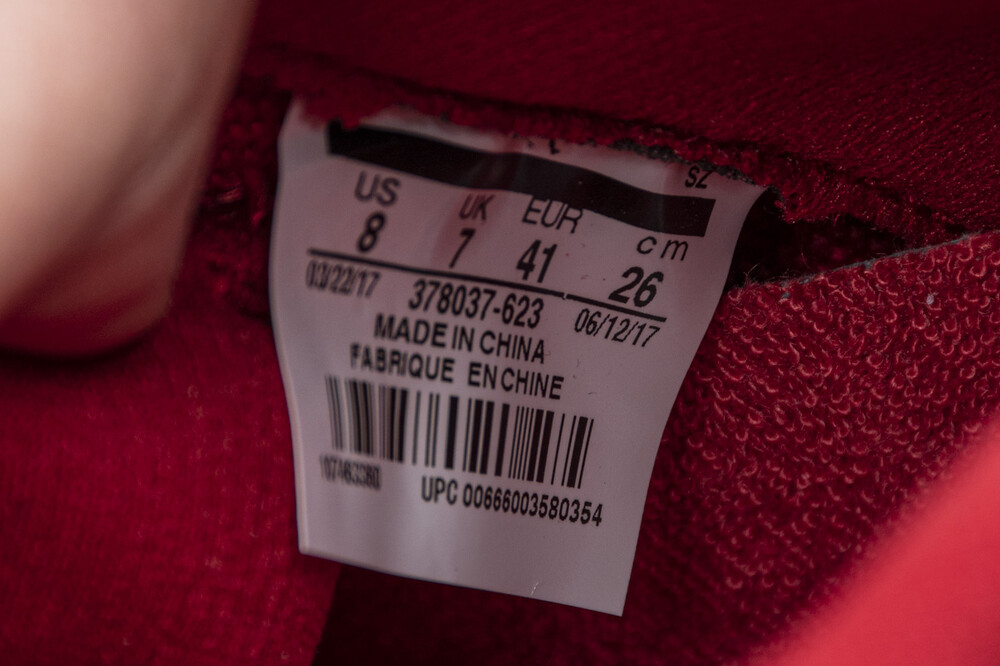 SZ
US UK EUR cm
8 7 41 26
03/22/17 378037-623 06/12/17
MADE IN CHINA
FABRIQUE EN CHINE
UPC 00666003580354